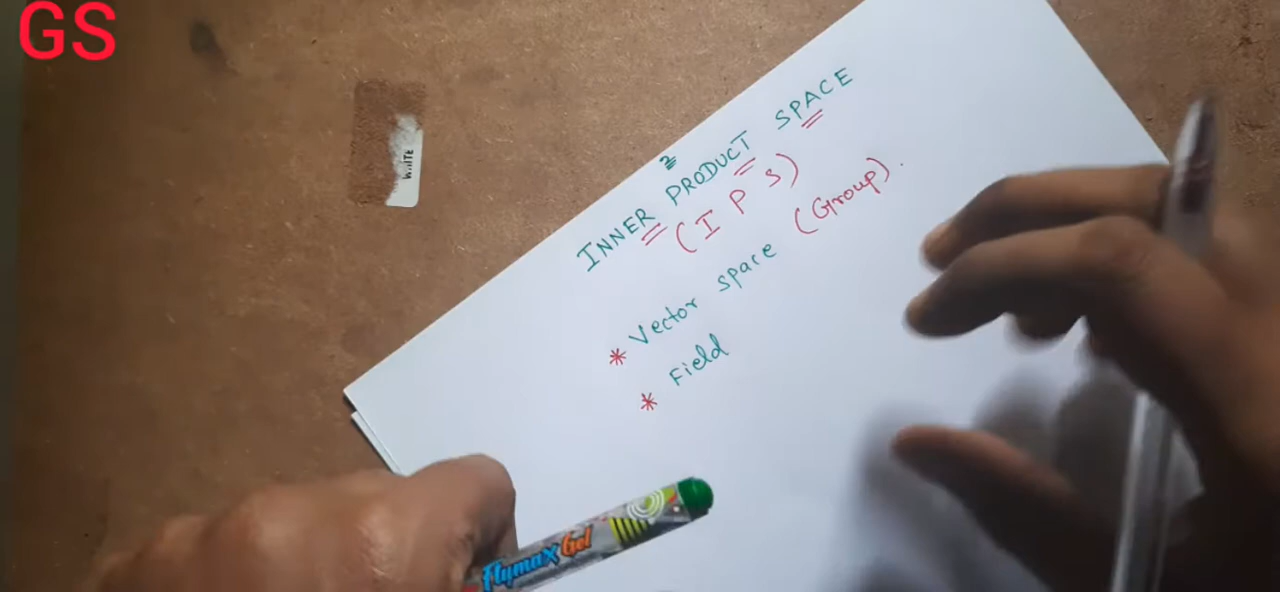 GS
WHITE
INNER PRODUCT SPACE
(I P S)
* Vector space (Group).
* Field
Flymax Gel